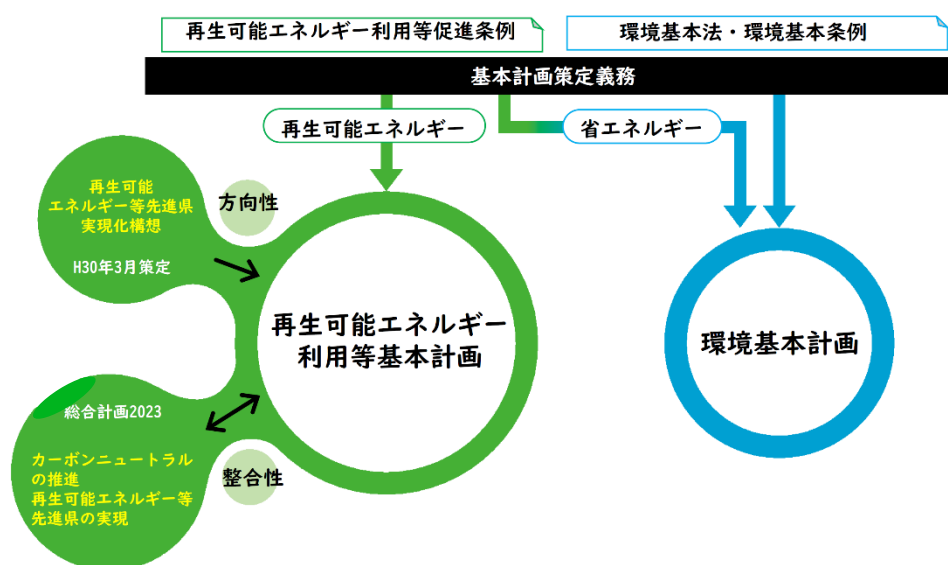 再生可能エネルギー利用等促進条例
環境基本法・環境基本条例
基本計画策定義務
再生可能エネルギー
省エネルギー
再生可能
エネルギー等先進県
実現化構想
H30年3月策定
方向性
再生可能エネルギー
利用等基本計画
環境基本計画
総合計画2023
カーボンニュートラル
の推進
再生可能エネルギー等
先進県の実現
整合性